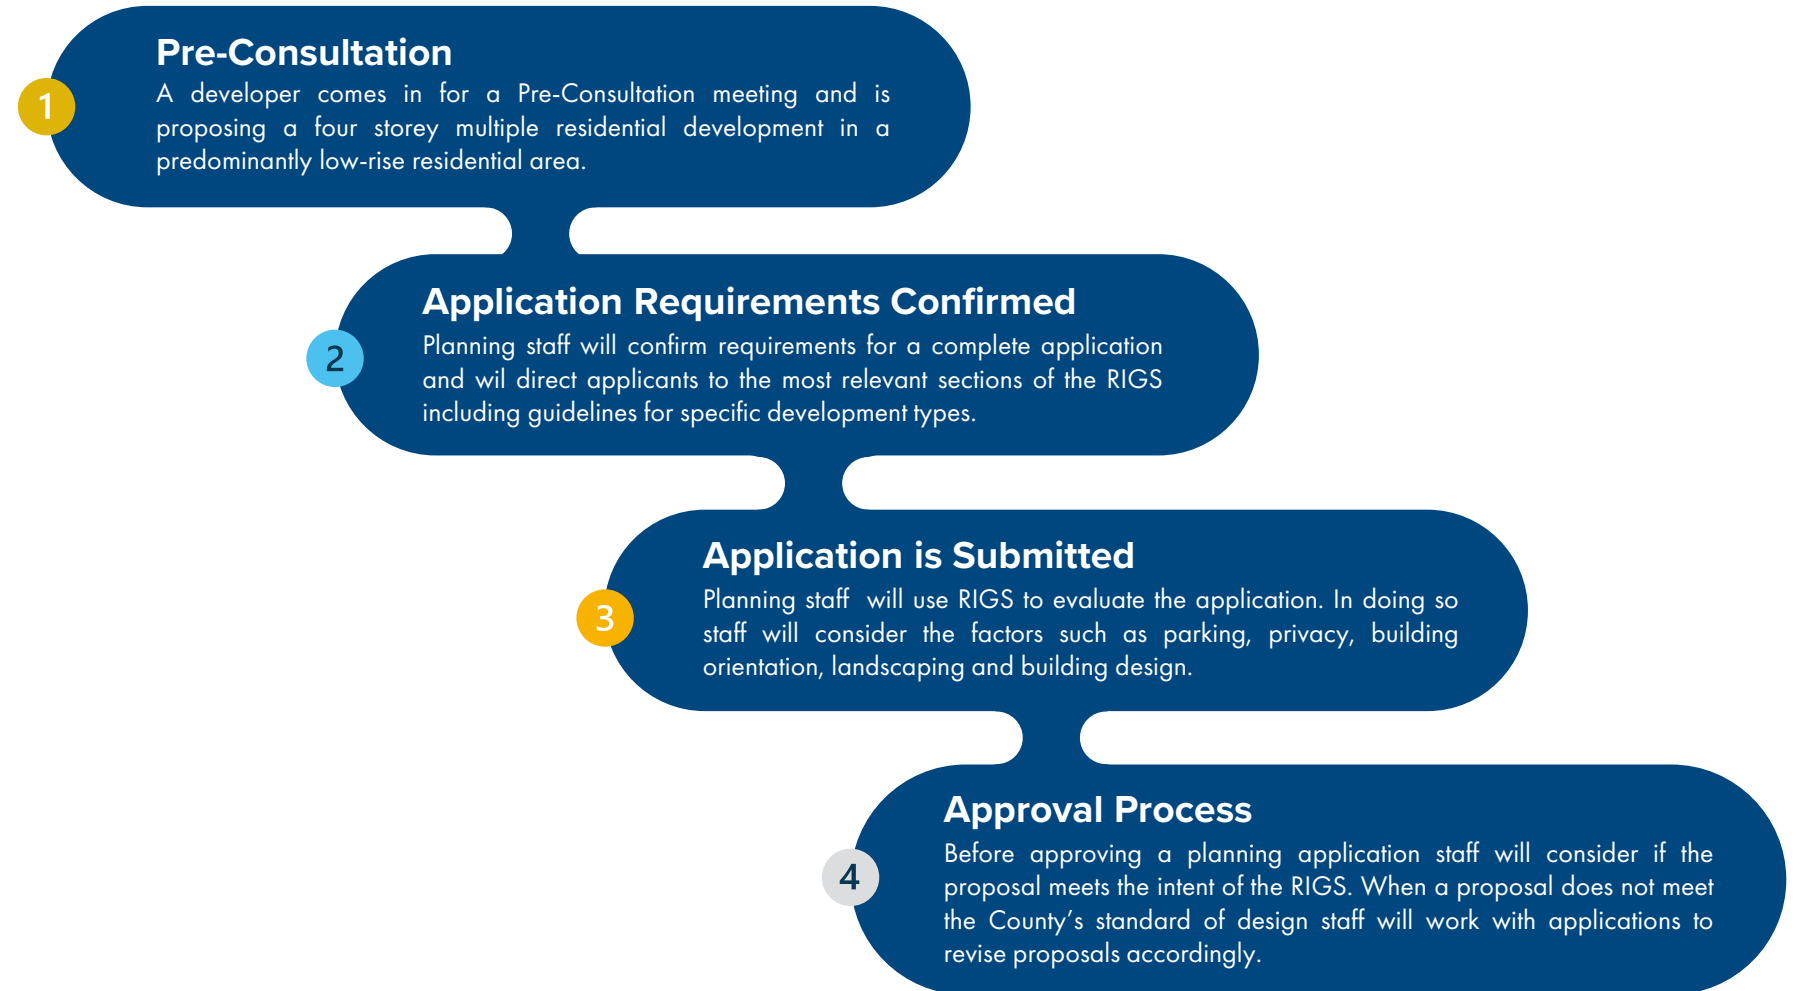 1
Pre-Consultation
A developer comes in for a Pre-Consultation meeting and is
proposing a four storey multiple residential development in a
predominantly low-rise residential area.
2
Application Requirements Confirmed
Planning staff will confirm requirements for a complete application
and wil direct applicants to the most relevant sections of the RIGS
including guidelines for specific development types.
3
Application is Submitted
Planning staff will use RIGS to evaluate the application. In doing so
staff will consider the factors such as parking, privacy, building
orientation, landscaping and building design.
4
Approval Process
Before approving a planning application staff will consider if the
proposal meets the intent of the RIGS. When a proposal does not meet
the County's standard of design staff will work with applications to
revise proposals accordingly.